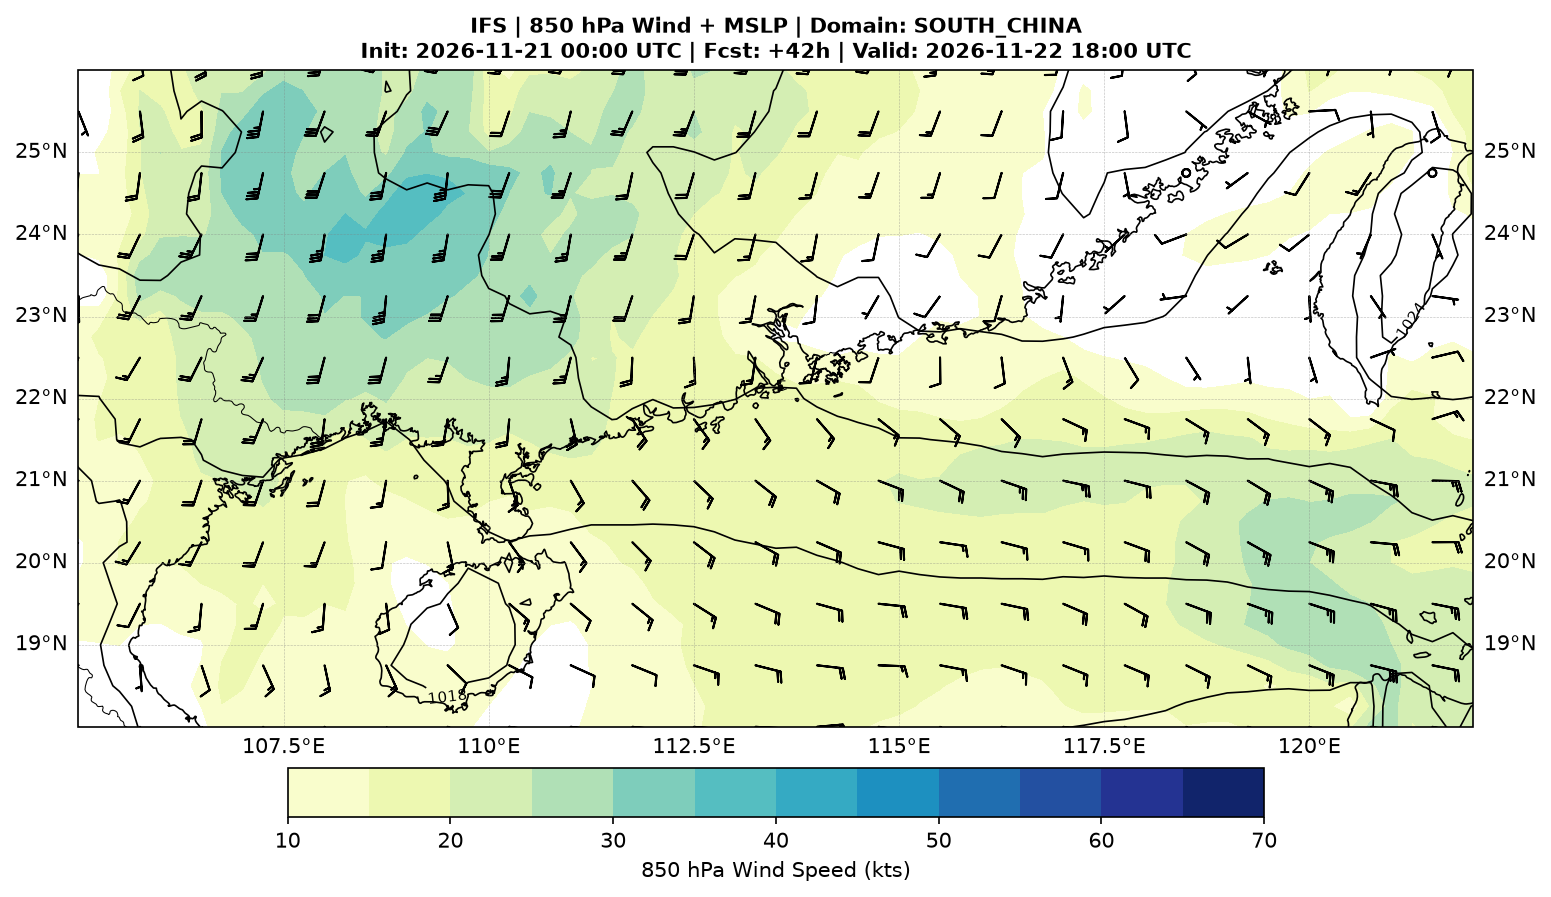 IFS | 850 hPa Wind + MSLP | Domain: SOUTH_CHINA
Init: 2026-11-21 00:00 UTC | Fcst: +42h | Valid: 2026-11-22 18:00 UTC
25°N 25°N
24°N 24°N
23°N 23°N
1024
22°N 22°N
21°N 21°N
20°N 20°N
19°N 19°N
1018
107.5°E 110°E 112.5°E 115°E 117.5°E 120°E
10 20 30 40 50 60 70
850 hPa Wind Speed (kts)